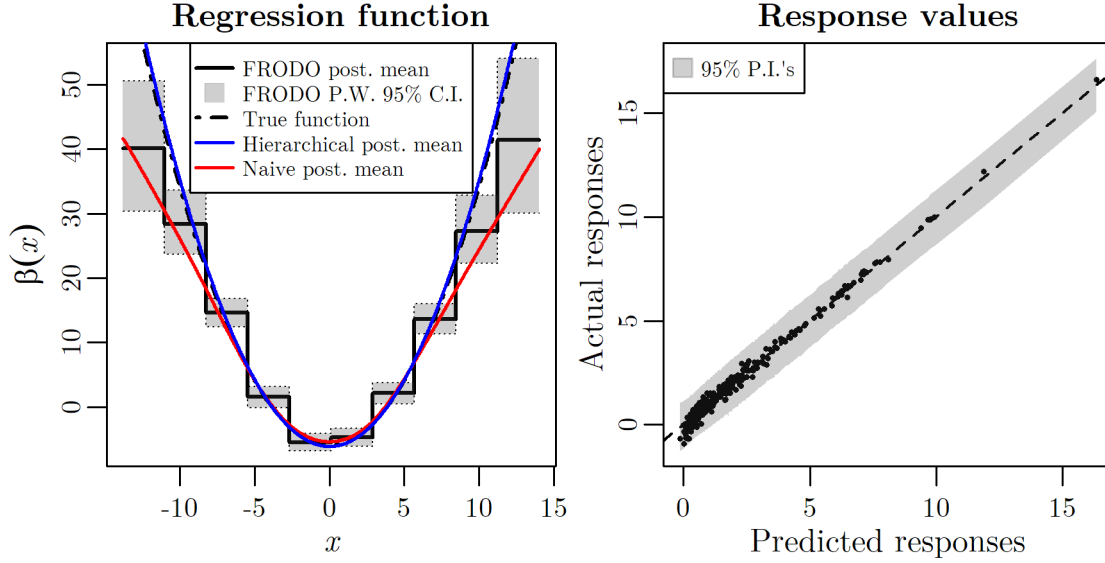 Regression function
FRODO post. mean
FRODO P.W. 95% C.I.
True function
Hierarchical post. mean
Naive post. mean
β(x)
50
40
30
20
10
0
-10
-5
0
5
10
15
x
Response values
95% P.I.'s
Actual responses
15
10
5
0
0
5
10
15
Predicted responses